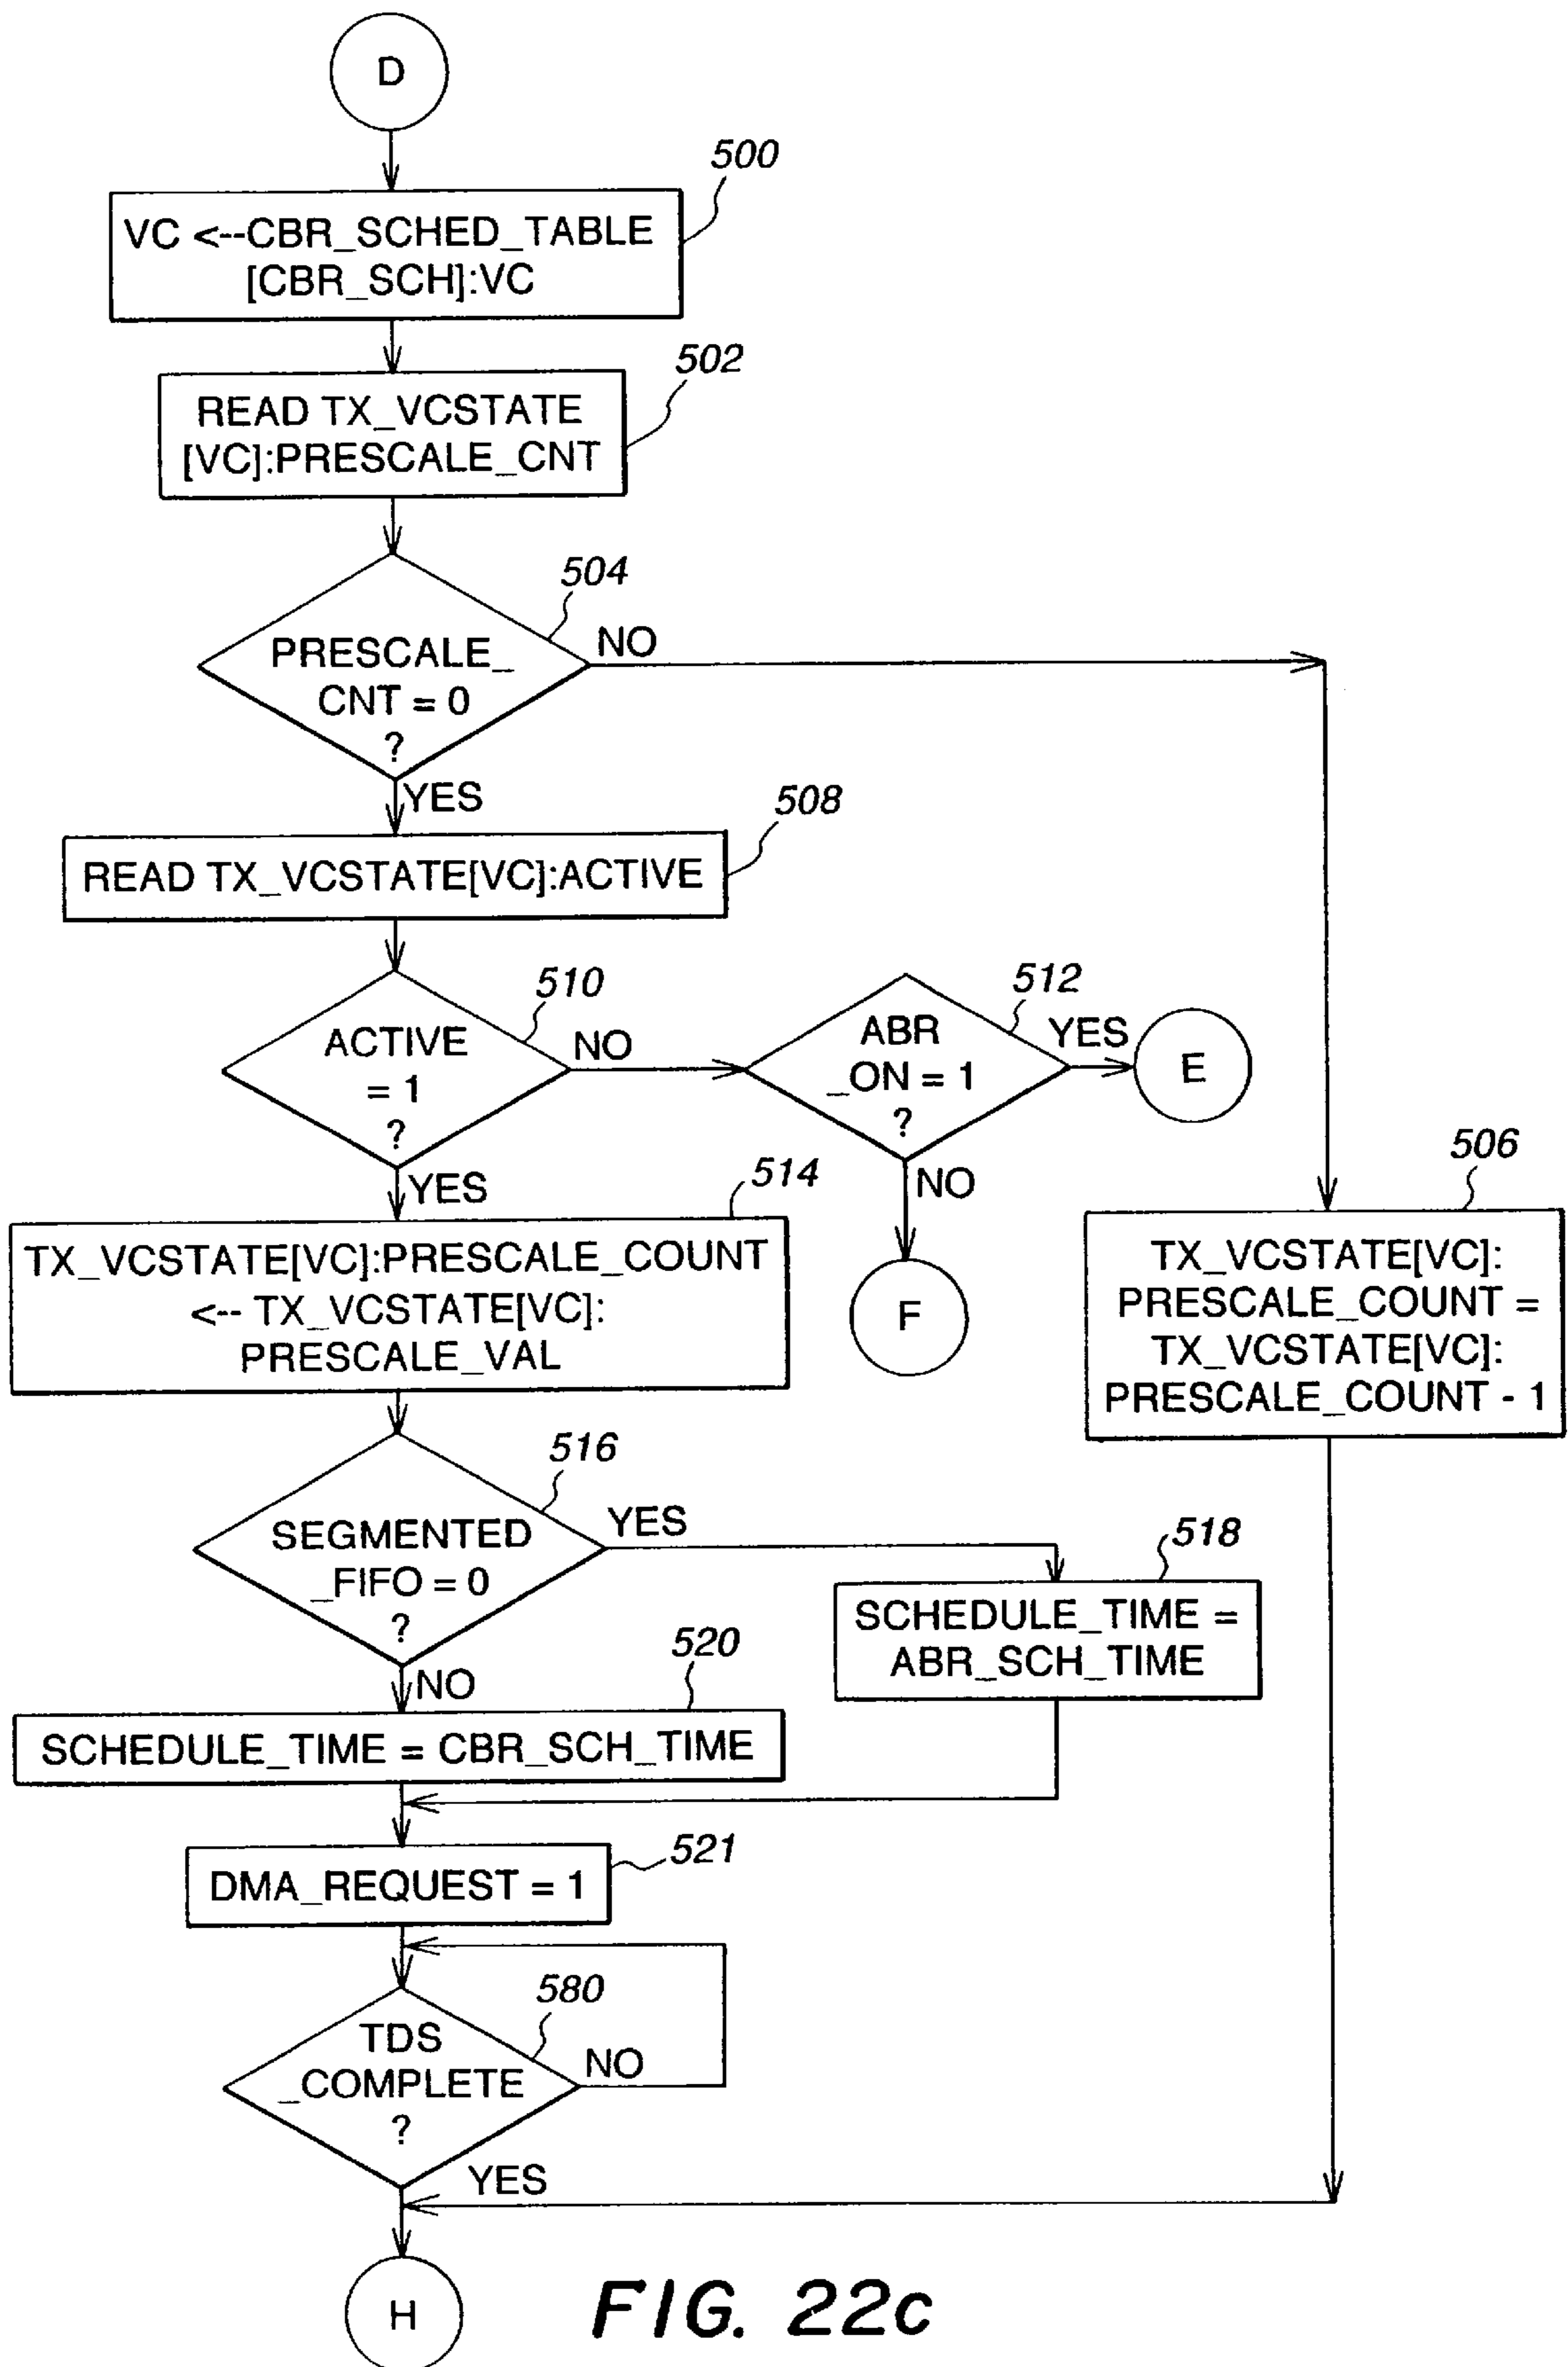 D
500
VC <--CBR_SCHED_TABLE
[CBR_SCH]:VC
502
READ TX_VCSTATE
[VC]:PRESCALE_CNT
504
PRESCALE_
CNT = 0
?
NO
YES
508
READ TX_VCSTATE[VC]:ACTIVE
510
ACTIVE
= 1
?
NO
512
ABR
_ON = 1
?
YES
E
NO
F
YES
514
TX_VCSTATE[VC]:PRESCALE_COUNT
<-- TX_VCSTATE[VC]:
PRESCALE_VAL
506
TX_VCSTATE[VC]:
PRESCALE_COUNT =
TX_VCSTATE[VC]:
PRESCALE_COUNT - 1
516
SEGMENTED
_FIFO = 0
?
YES
518
SCHEDULE_TIME =
ABR_SCH_TIME
NO
520
SCHEDULE_TIME = CBR_SCH_TIME
521
DMA_REQUEST = 1
580
TDS
_COMPLETE
?
NO
YES
H
FIG. 22c